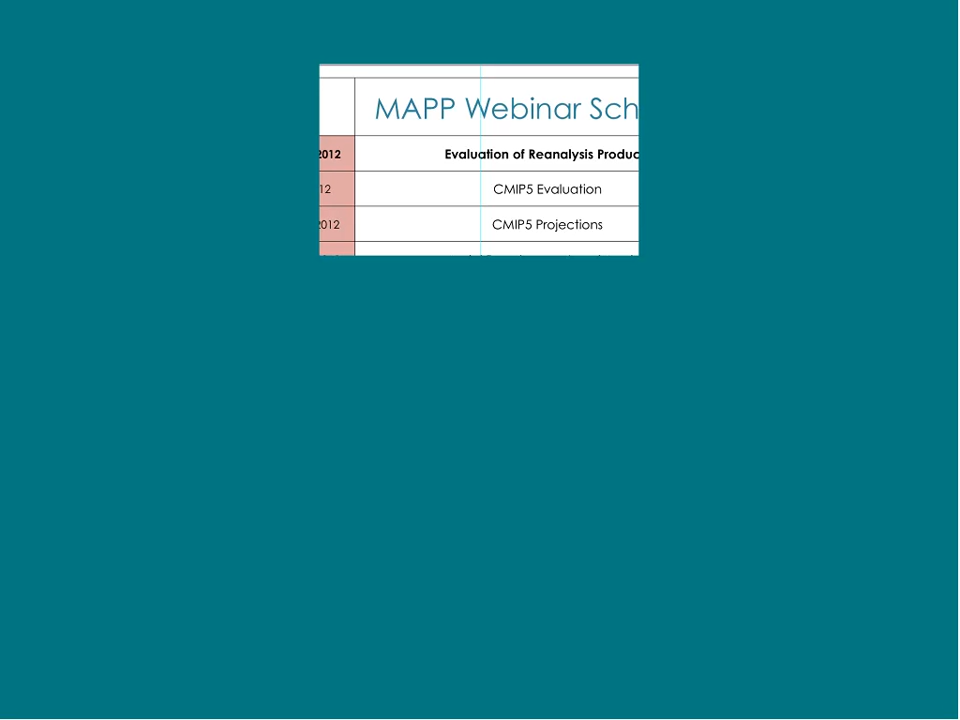 MAPP Webinar Sch
2012 Evaluation of Reanalysis Produc
12 CMIP5 Evaluation
2012 CMIP5 Projections